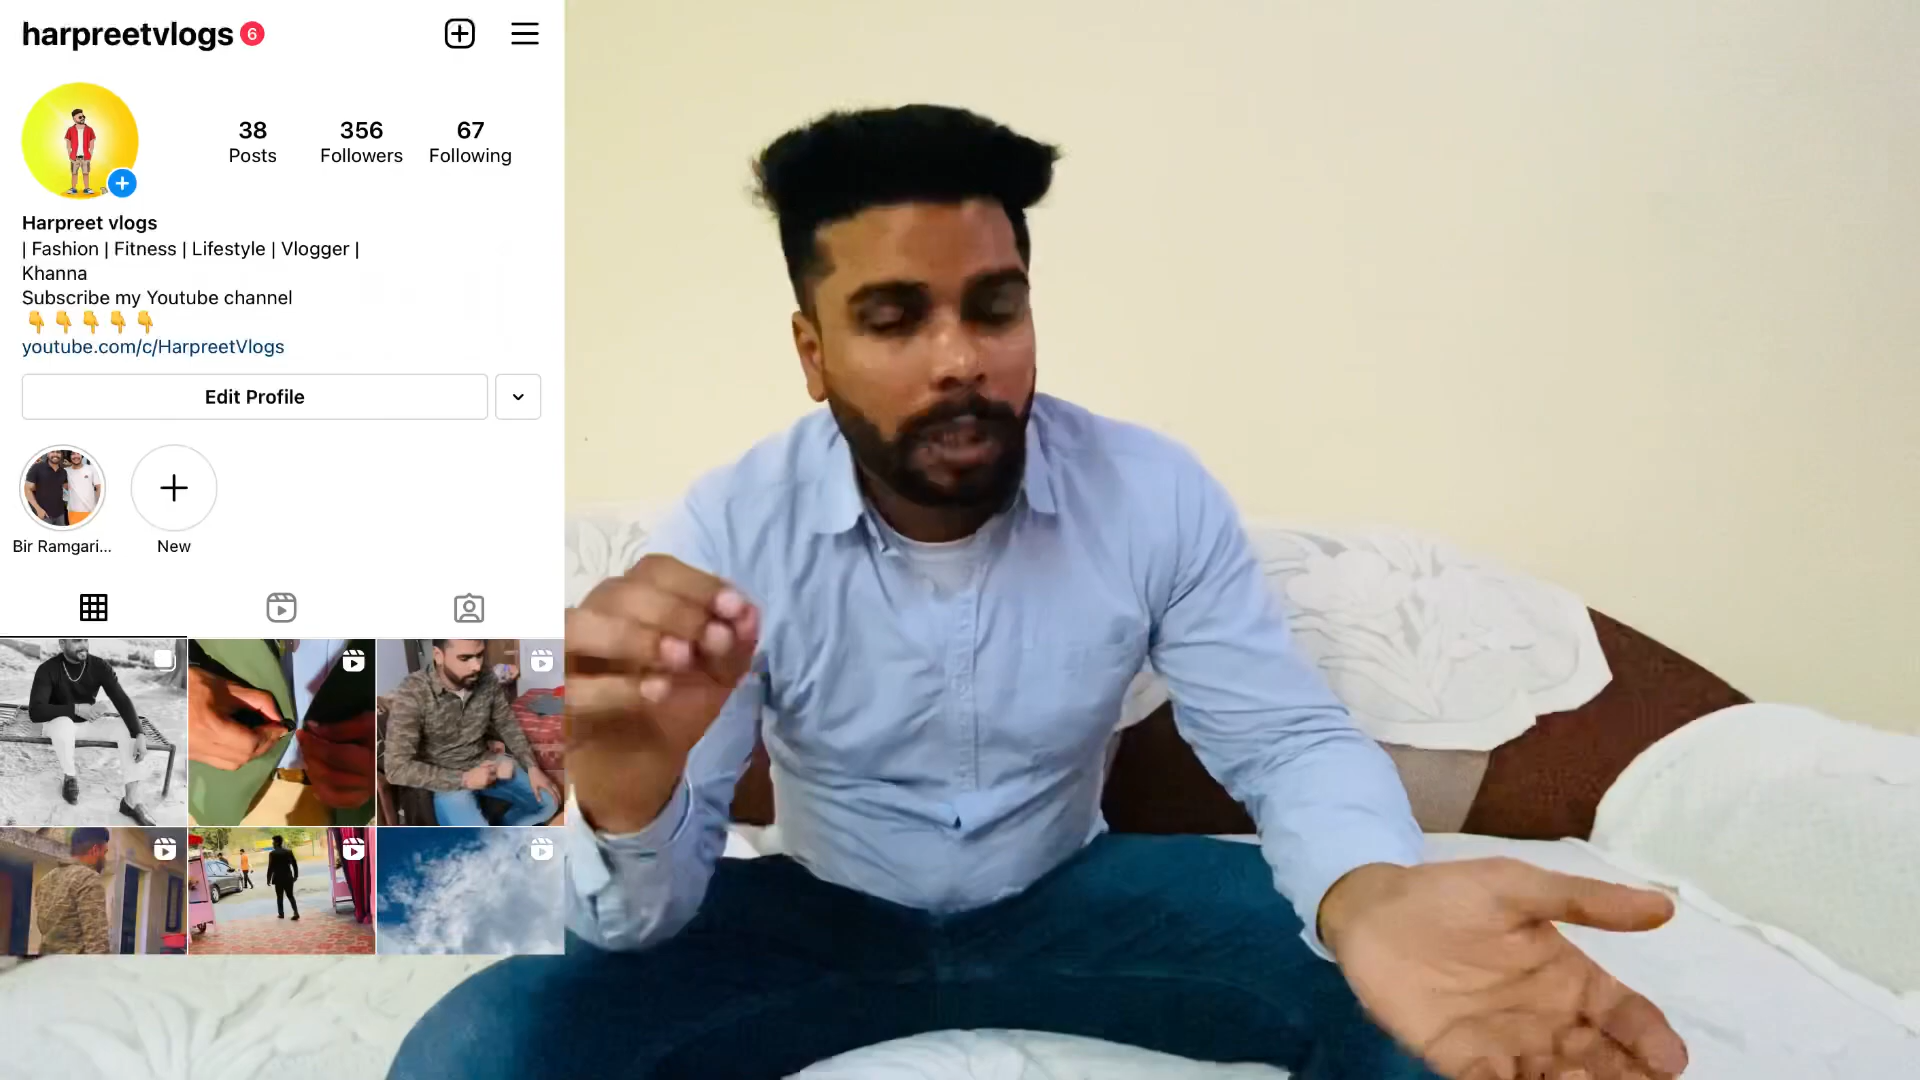 harpreetvlogs 6
38 356 67
Posts Followers Following
Harpreet vlogs
| Fashion | Fitness | Lifestyle | Vlogger |
Khanna
Subscribe my Youtube channel
👇👇👇👇👇
youtube.com/c/HarpreetVlogs
Edit Profile
Bir Ramgari... New